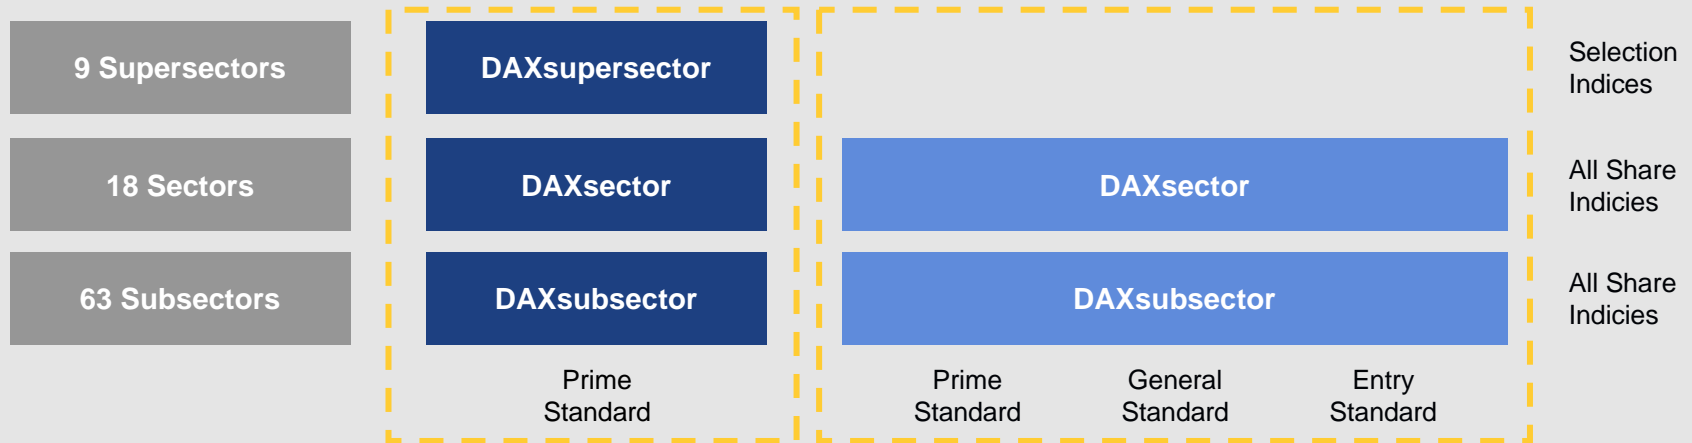 9 Supersectors
DAXsupersector
Selection
Indices
18 Sectors
DAXsector
DAXsector
All Share
Indicies
63 Subsectors
DAXsubsector
DAXsubsector
All Share
Indicies
Prime
Standard
Prime
Standard
General
Standard
Entry
Standard